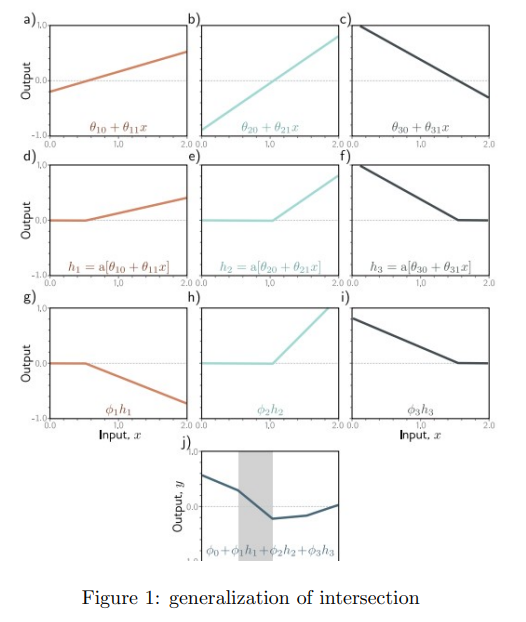 a) b) c)
1.0
Output
0.0
-1.0
θ₁₀ + θ₁₁x θ₂₀ + θ₂₁x θ₃₀ + θ₃₁x
0.0 1.0 2.0 0.0 1.0 2.0 0.0 1.0 2.0
d) e) f)
1.0
Output
0.0
-1.0
h₁ = a[θ₁₀ + θ₁₁x] h₂ = a[θ₂₀ + θ₂₁x] h₃ = a[θ₃₀ + θ₃₁x]
0.0 1.0 2.0 0.0 1.0 2.0 0.0 1.0 2.0
g) h) i)
1.0
Output
0.0
-1.0
ϕ₁h₁ ϕ₂h₂ ϕ₃h₃
0.0 1.0 2.0 0.0 1.0 2.0 0.0 1.0 2.0
Input, x Input, x
j)
1.0
Output, y
0.0
ϕ₀+ϕ₁h₁+ϕ₂h₂+ϕ₃h₃
Figure 1: generalization of intersection